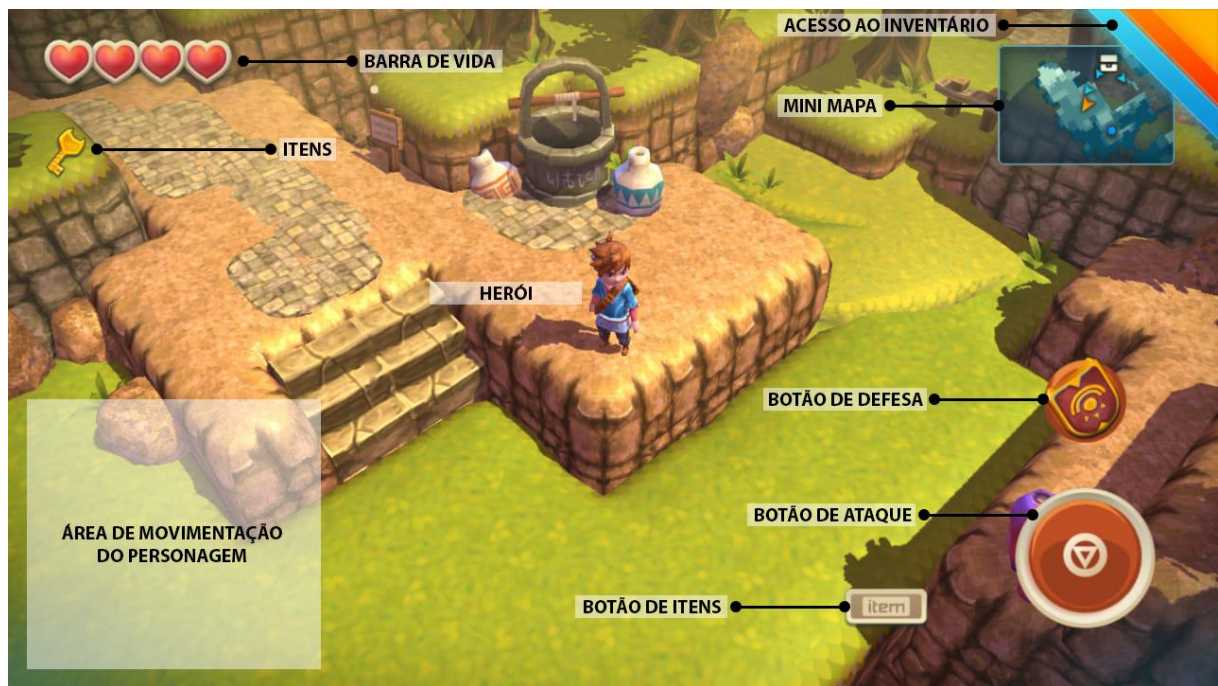 ACESSO AO INVENTÁRIO
BARRA DE VIDA
MINI MAPA
ITENS
HERÓI
BOTÃO DE DEFESA
BOTÃO DE ATAQUE
ÁREA DE MOVIMENTAÇÃO
DO PERSONAGEM
BOTÃO DE ITENS
item